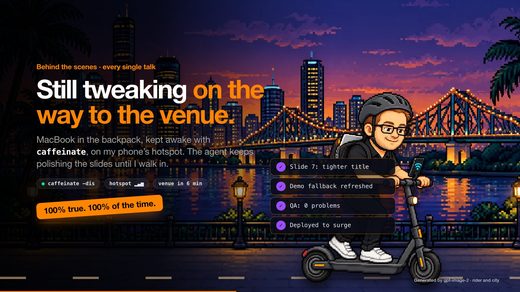 Behind the scenes · every single talk
Still tweaking on the
way to the venue.
MacBook in the backpack, kept awake with
caffeinate, on my phone's hotspot. The agent keeps
polishing the slides until I walk in.
caffeinate -dis
hotspot
venue in 6 min
100% true. 100% of the time.
Slide 7: tighter title
Demo fallback refreshed
QA: 0 problems
Deployed to surge
Generated by gpt-image-2 · rider and city